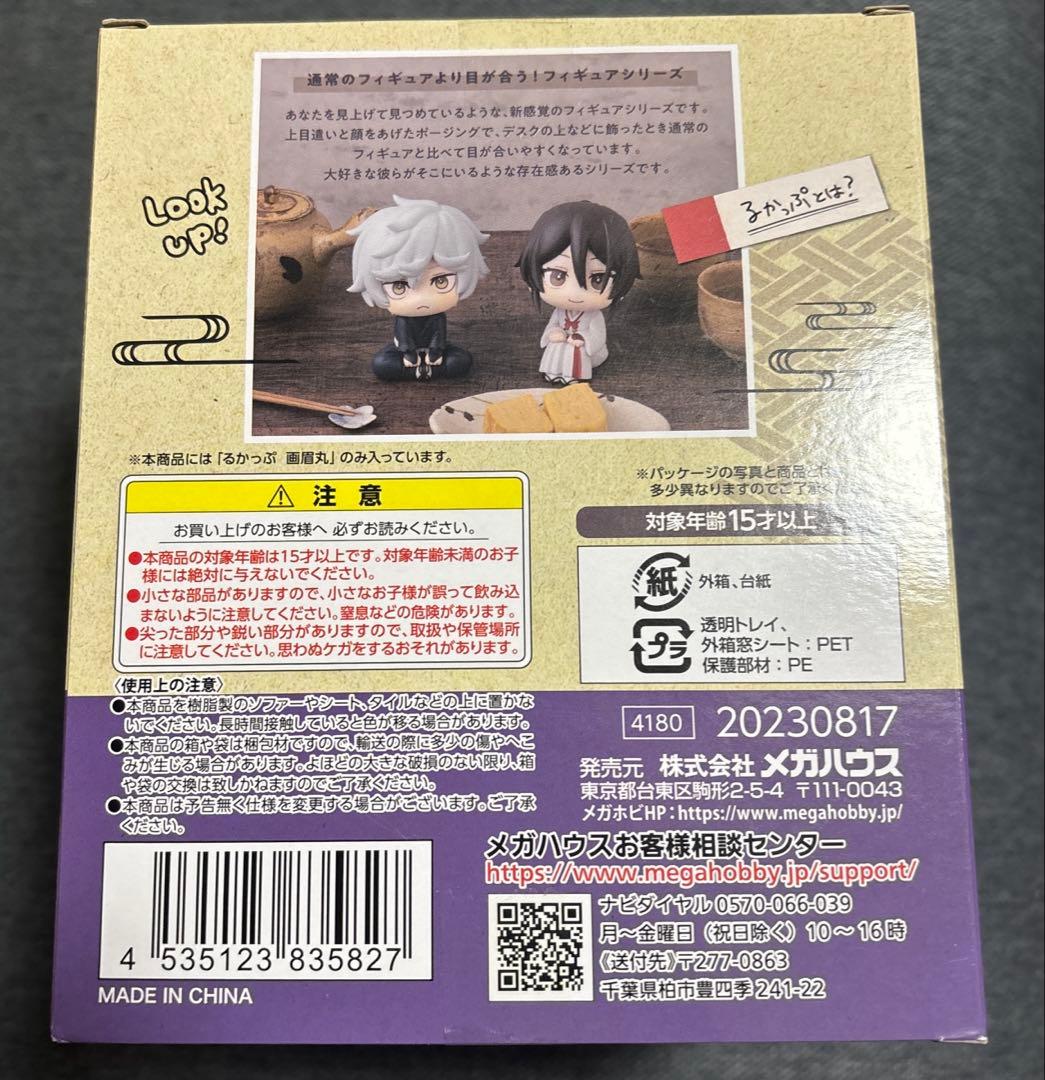 通常のフィギュアより目が合う!フィギュアシリーズ
あなたを見上げて見つめているような、新感覚のフィギュアシリーズです。
上目遣いと顔をあげたポージングで、デスクの上などに飾ったとき通常の
フィギュアと比べて目が合いやすくなっています。
大好きな彼らがそこにいるような存在感あるシリーズです。
Look
up!
るかっぷとは?
※本商品には「るかっぷ 画眉丸」のみ入っています。
※パッケージの写真と商品とは
多少異なりますのでご了承くだ
⚠注意
お買い上げのお客様へ 必ずお読みください。
●本商品の対象年齢は15才以上です。対象年齢未満のお子
様には絶対に与えないでください。
●小さな部品がありますので、小さなお子様が誤って飲み込
まないように注意してください。窒息などの危険があります。
●尖った部分や鋭い部分がありますので、取扱や保管場所
に注意してください。思わぬケガをするおそれがあります。
対象年齢15才以上
紙 外箱、台紙
プラ 透明トレイ、
外箱窓シート:PET
保護部材:PE
〈使用上の注意〉
●本商品を樹脂製のソファーやシート、タイルなどの上に置かな
いでください。長時間接触していると色が移る場合があります。
●本商品の箱や袋は梱包材ですので、輸送の際に多少の傷やへこ
みが生じる場合があります。よほどの大きな破損のない限り、箱
や袋の交換は致しかねますのでご了承ください。
●本商品は予告無く仕様を変更する場合がございます。ご了承
ください。
4180 20230817
発売元 株式会社メガハウス
東京都台東区駒形2-5-4 〒111-0043
メガホビHP:https://www.megahobby.jp/
メガハウスお客様相談センター
https://www.megahobby.jp/support/
ナビダイヤル 0570-066-039
月〜金曜日(祝日除く)10〜16時
《送付先》〒277-0863
千葉県柏市豊四季241-22
4 535123 835827
MADE IN CHINA